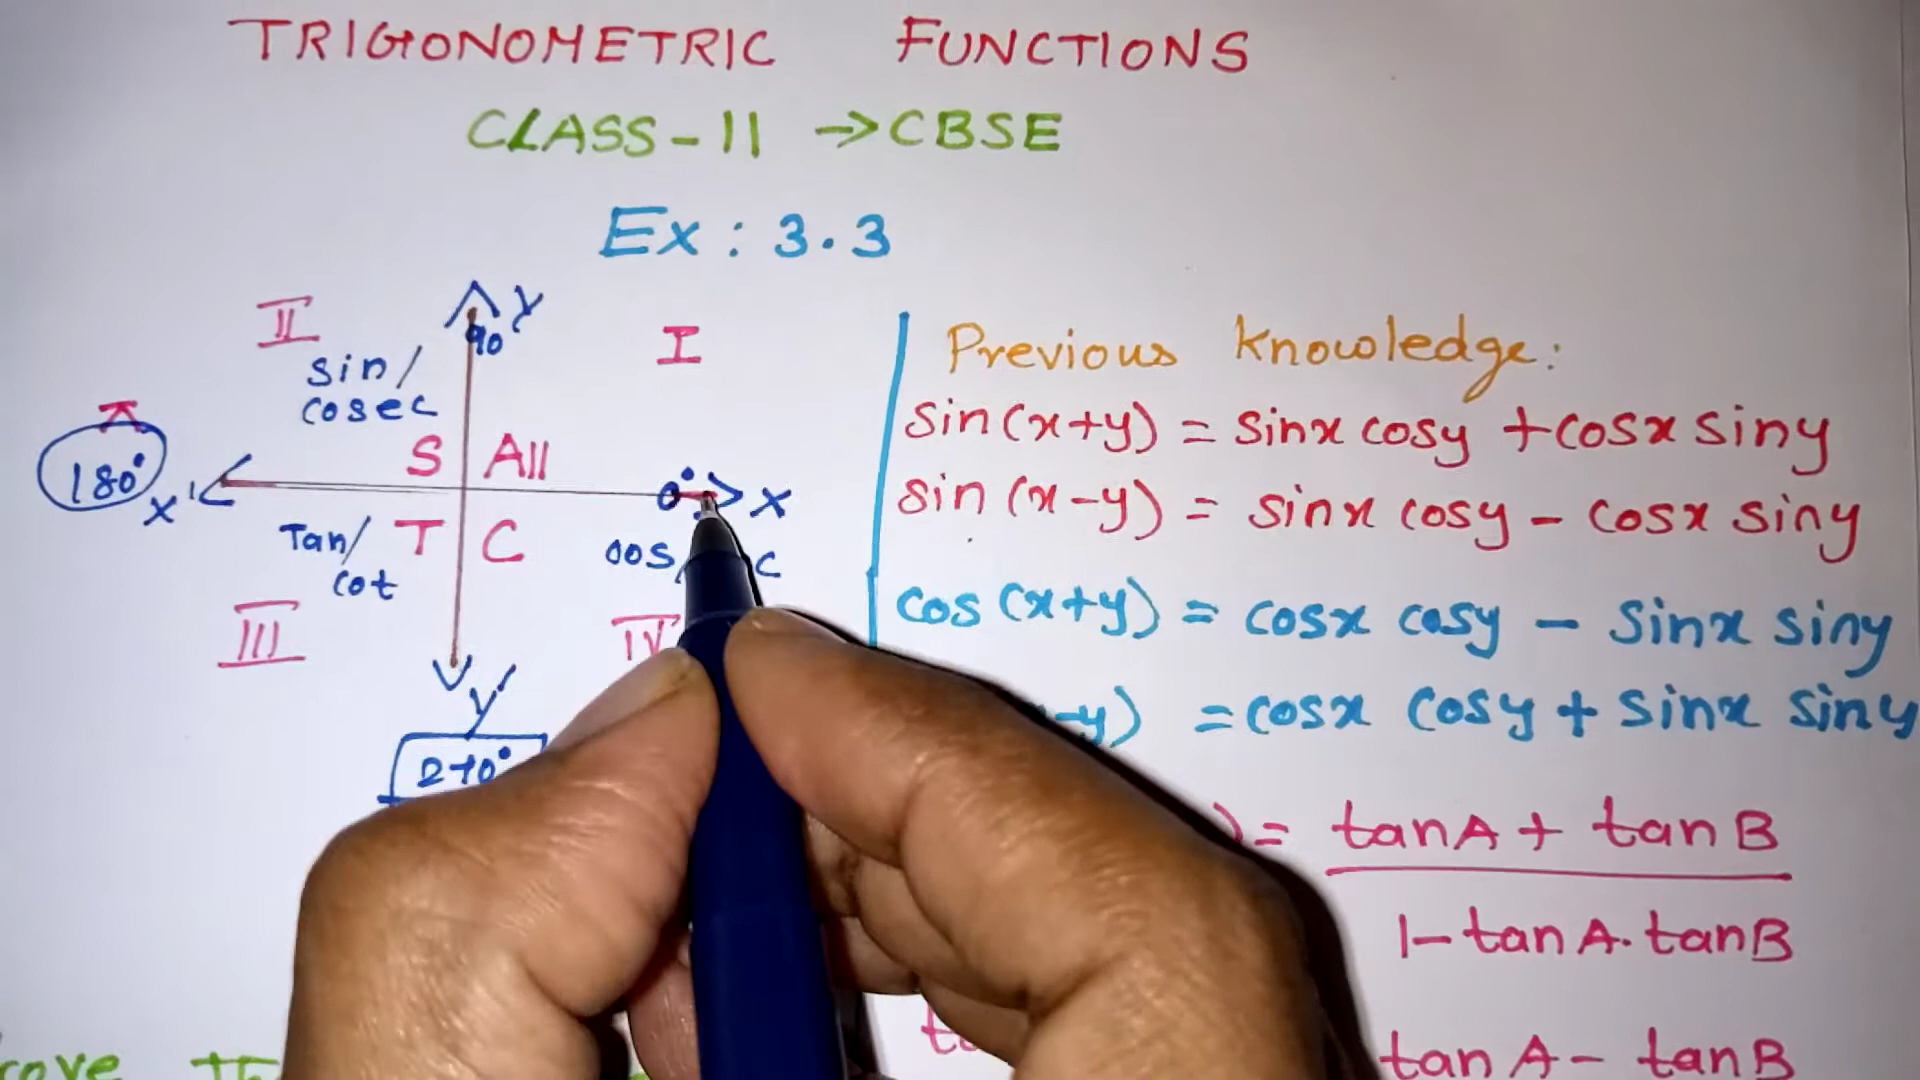 TRIGONOMETRIC FUNCTIONS
CLASS-11 → CBSE
Ex : 3.3
II
I
90 Y
sin/
cosec
π
180°
X'
S All
0° X
Tan/
cot
T C
cos/
III
IV
Y'
270°
Previous knowledge:
sin(x+y) = sinx cosy + cosx siny
sin (x-y) = sinx cosy - cosx siny
cos (x+y) = cosx cosy - sinx siny
-y) = cosx cosy + sinx siny
) = tanA + tanB
1 - tanA. tanB
tanA - tanB